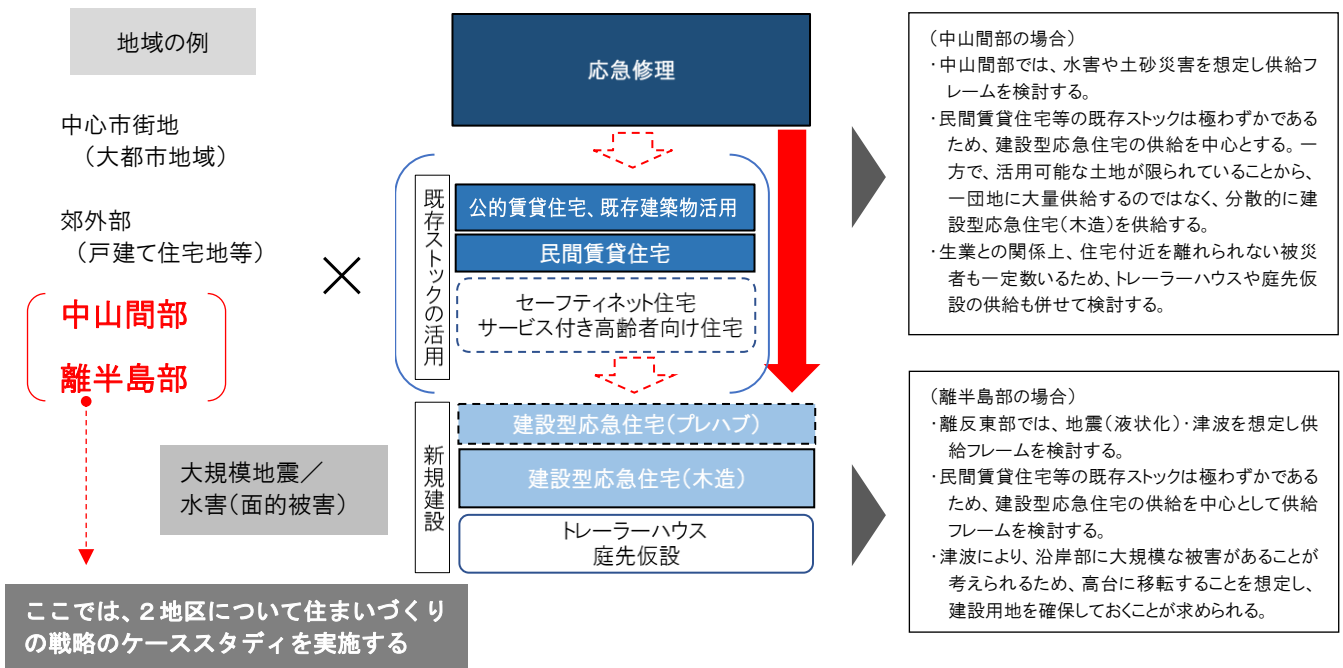 地域の例
中心市街地
(大都市地域)
郊外部
(戸建て住宅地等)
中山間部
離半島部
大規模地震／
水害(面的被害)
ここでは、２地区について住まいづくり
の戦略のケーススタディを実施する
×
応急修理
既存ストックの活用
公的賃貸住宅、既存建築物活用
民間賃貸住宅
セーフティネット住宅
サービス付き高齢者向け住宅
新規建設
建設型応急住宅(プレハブ)
建設型応急住宅(木造)
トレーラーハウス
庭先仮設
(中山間部の場合)
・中山間部では、水害や土砂災害を想定し供給フ
レームを検討する。
・民間賃貸住宅等の既存ストックは極わずかである
ため、建設型応急住宅の供給を中心とする。一
方で、活用可能な土地が限られていることから、
一団地に大量供給するのではなく、分散的に建
設型応急住宅(木造)を供給する。
・生業との関係上、住宅付近を離れられない被災
者も一定数いるため、トレーラーハウスや庭先仮
設の供給も併せて検討する。
(離半島部の場合)
・離反東部では、地震(液状化)・津波を想定し供
給フレームを検討する。
・民間賃貸住宅等の既存ストックは極わずかである
ため、建設型応急住宅の供給を中心として供給
フレームを検討する。
・津波により、沿岸部に大規模な被害があることが
考えられるため、高台に移転することを想定し、
建設用地を確保しておくことが求められる。